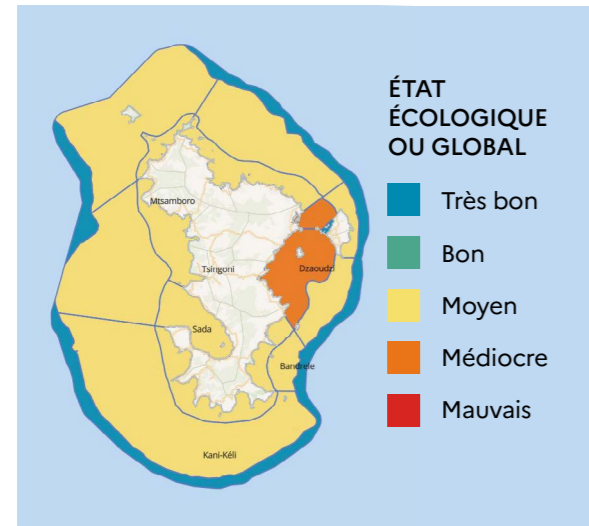 ÉTAT
ÉCOLOGIQUE
OU GLOBAL
Très bon
Bon
Moyen
Médiocre
Mauvais
Mtsamboro
Tsingoni
Dzaoudzi
Sada
Bandrele
Kani-Kéli